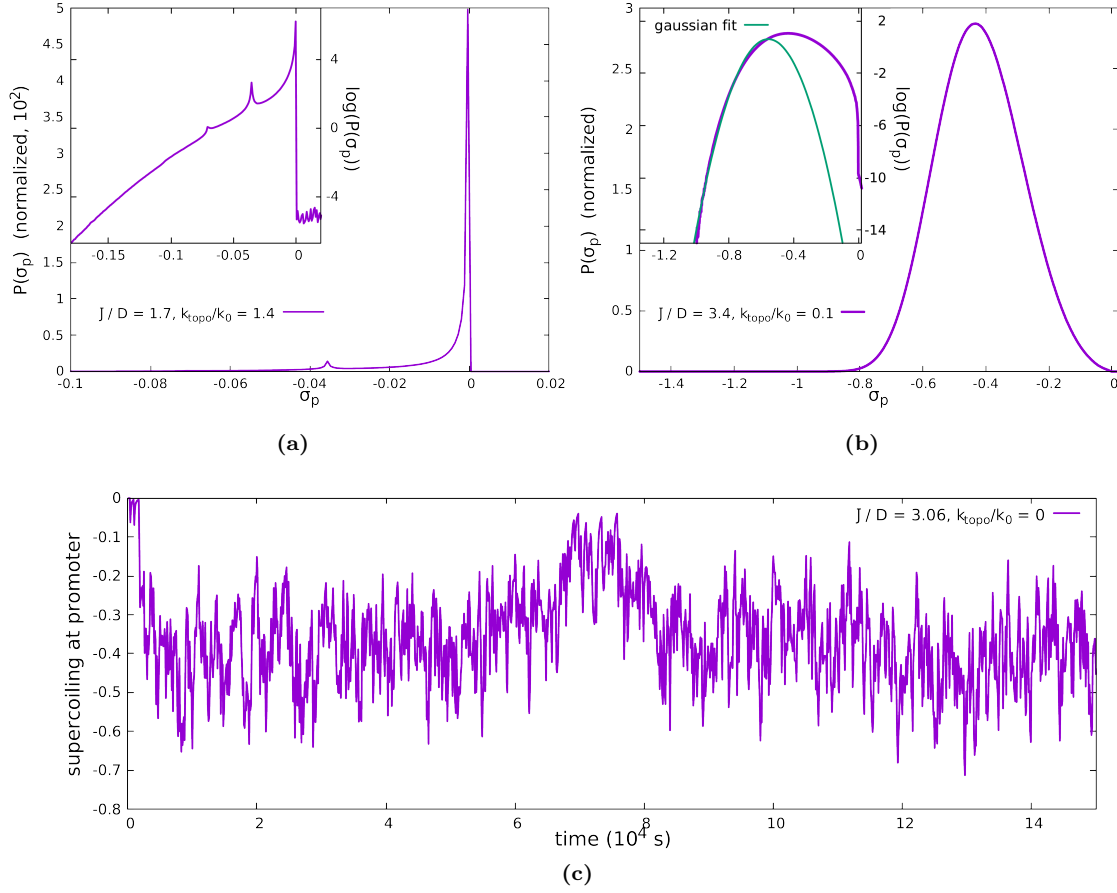 5
4.5
4
3.5
3
2.5
2
1.5
1
0.5
0
P(σp) (normalized, 10²)
4
0
-4
log(P(σp))
-0.15 -0.1 -0.05 0
J̄ / D = 1.7, ktopo/k0 = 1.4
-0.1 -0.08 -0.06 -0.04 -0.02 0 0.02
σp
(a)
3
2.5
2
1.5
1
0.5
0
P(σp) (normalized)
gaussian fit
2
-2
-6
-10
-14
log(P(σp))
-1.2 -0.8 -0.4 0
J̄ / D = 3.4, ktopo/k0 = 0.1
-1.4 -1.2 -1 -0.8 -0.6 -0.4 -0.2 0
σp
(b)
0
-0.1
-0.2
-0.3
-0.4
-0.5
-0.6
-0.7
-0.8
supercoiling at promoter
J̄ / D = 3.06, ktopo/k0 = 0
0 2 4 6 8 10 12 14
time (10⁴ s)
(c)